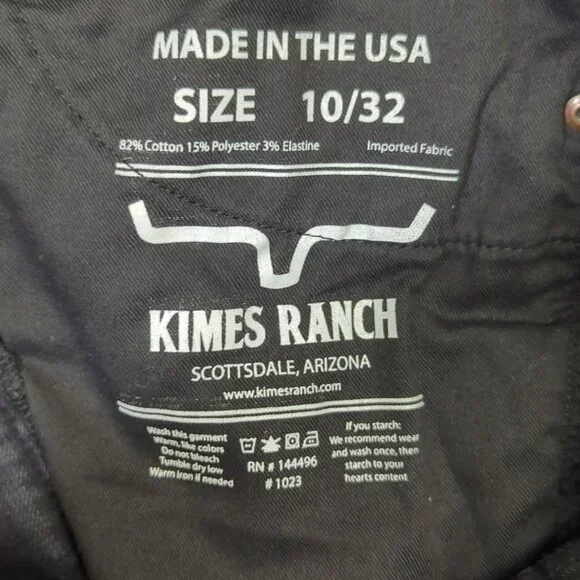 MADE IN THE USA
SIZE 10/32
82% Cotton 15% Polyester 3% Elastine Imported Fabric
KIMES RANCH
SCOTTSDALE, ARIZONA
www.kimesranch.com
Wash this garment
Warm, like colors
Do not bleach
Tumble dry low
Warm Iron if needed
RN # 144496
# 1023
If you starch:
We recommend wear
and wash once, then
starch to your
hearts content